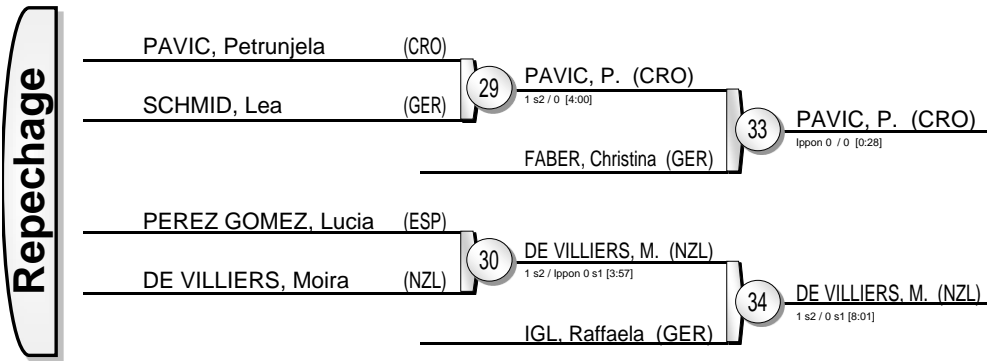 Repechage
PAVIC, Petrunjela (CRO)
SCHMID, Lea (GER)
29
PAVIC, P. (CRO)
1 s2 / 0 [4:00]
FABER, Christina (GER)
33
PAVIC, P. (CRO)
Ippon 0 / 0 [0:28]
PEREZ GOMEZ, Lucia (ESP)
DE VILLIERS, Moira (NZL)
30
DE VILLIERS, M. (NZL)
1 s2 / Ippon 0 s1 [3:57]
IGL, Raffaela (GER)
34
DE VILLIERS, M. (NZL)
1 s2 / 0 s1 [8:01]